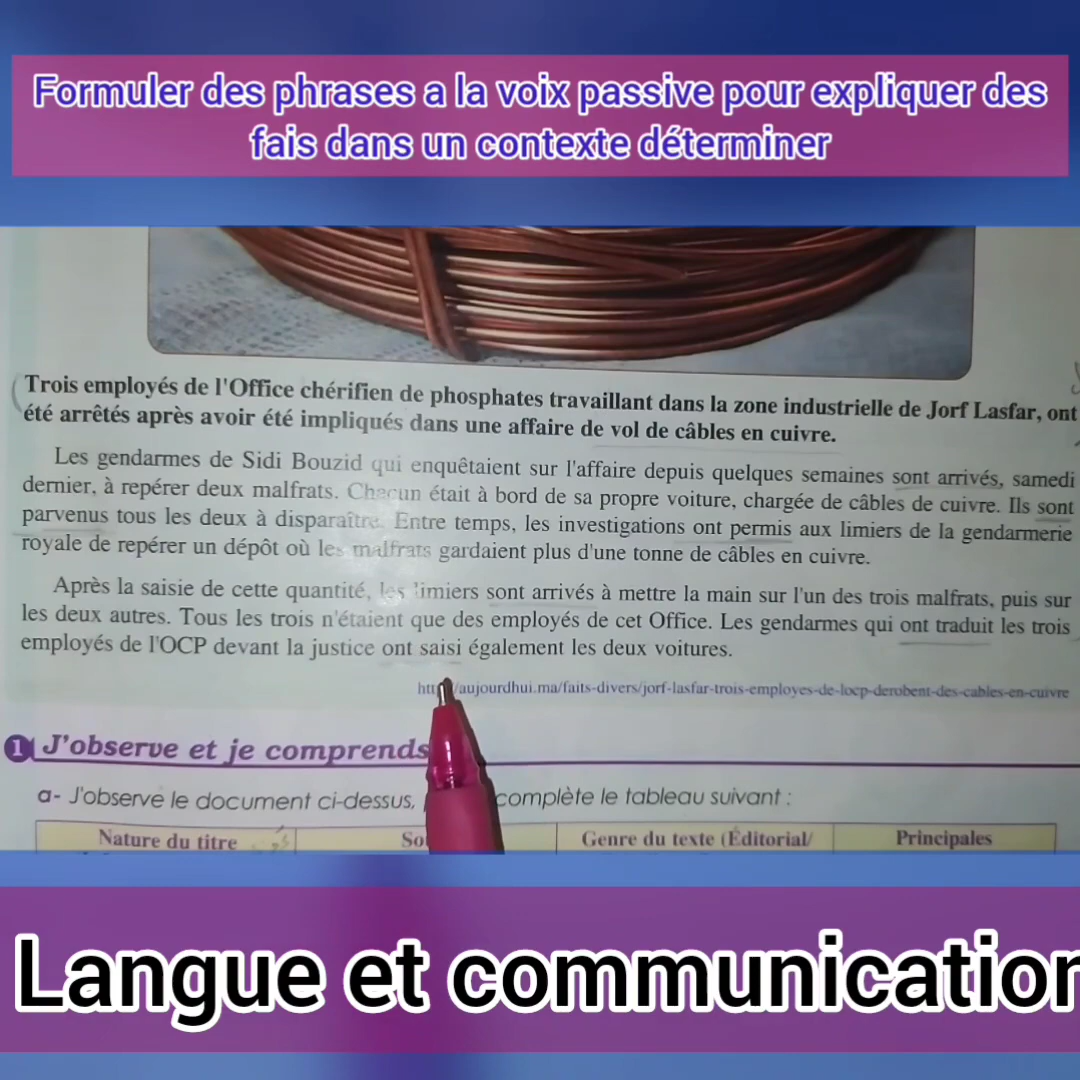 Formuler des phrases a la voix passive pour expliquer des
fais dans un contexte déterminer
Trois employés de l'Office chérifien de phosphates travaillant dans la zone industrielle de Jorf Lasfar, ont
été arrêtés après avoir été impliqués dans une affaire de vol de câbles en cuivre.
Les gendarmes de Sidi Bouzid qui enquêtaient sur l'affaire depuis quelques semaines sont arrivés, samedi
dernier, à repérer deux malfrats. Chacun était à bord de sa propre voiture, chargée de câbles de cuivre. Ils sont
parvenus tous les deux à disparaître. Entre temps, les investigations ont permis aux limiers de la gendarmerie
royale de repérer un dépôt où les malfrats gardaient plus d'une tonne de câbles en cuivre.
Après la saisie de cette quantité, les limiers sont arrivés à mettre la main sur l'un des trois malfrats, puis sur
les deux autres. Tous les trois n'étaient que des employés de cet Office. Les gendarmes qui ont traduit les trois
employés de l'OCP devant la justice ont saisi également les deux voitures.
/aujourdhui.ma/faits-divers/jorf-lasfar-trois-employes-de-locp-derobent-des-cables-en-cuivre
1 J'observe et je comprends
a- J'observe le document ci-dessus, complète le tableau suivant :
Nature du titre Genre du texte (Éditorial/ Principales
Langue et communication